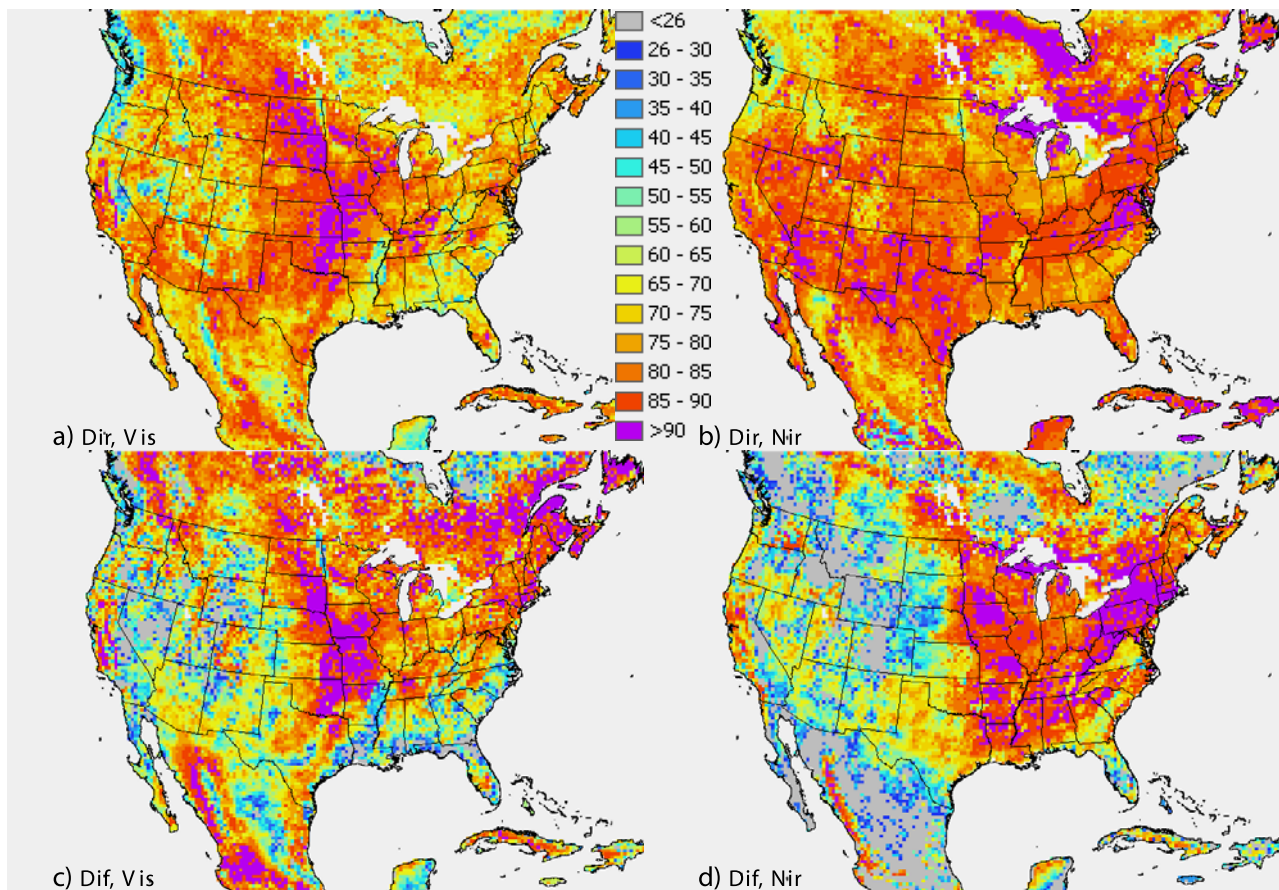 <26
26 - 30
30 - 35
35 - 40
40 - 45
45 - 50
50 - 55
55 - 60
60 - 65
65 - 70
70 - 75
75 - 80
80 - 85
85 - 90
>90
a) Dir, Vis
b) Dir, Nir
c) Dif, Vis
d) Dif, Nir